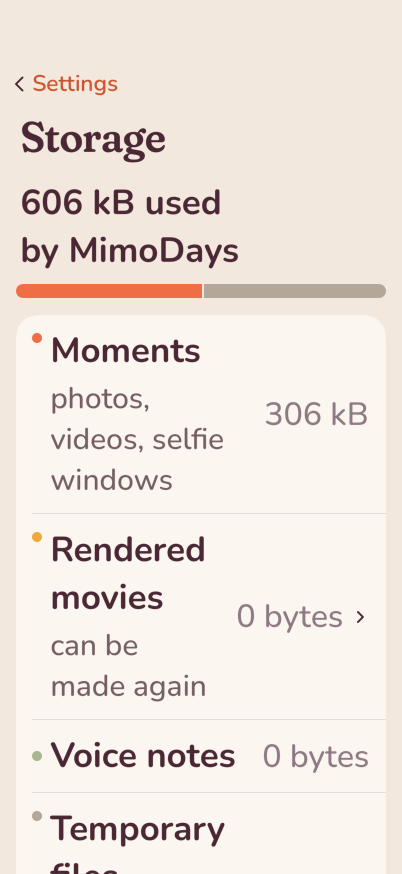 Settings
Storage
606 kB used
by MimoDays
Moments
photos,
videos, selfie
windows
306 kB
Rendered
movies
can be
made again
0 bytes
Voice notes
0 bytes
Temporary
files